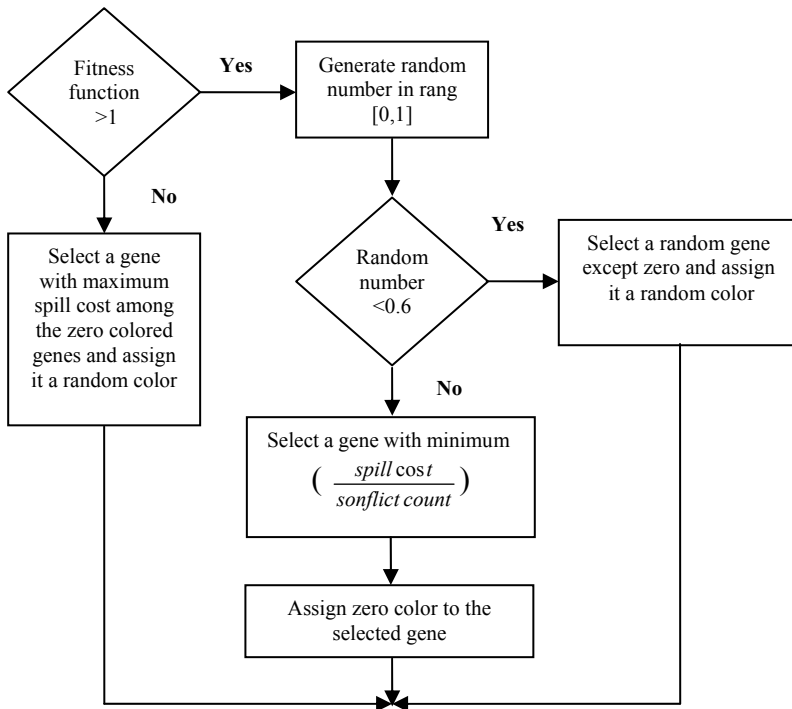 Fitness
function
>1
Yes
Generate random
number in rang
[0,1]
No
Select a gene
with maximum
spill cost among
the zero colored
genes and assign
it a random color
Random
number
<0.6
Yes
Select a random gene
except zero and assign
it a random color
No
Select a gene with minimum
( spill cost
sonflict count )
Assign zero color to the
selected gene